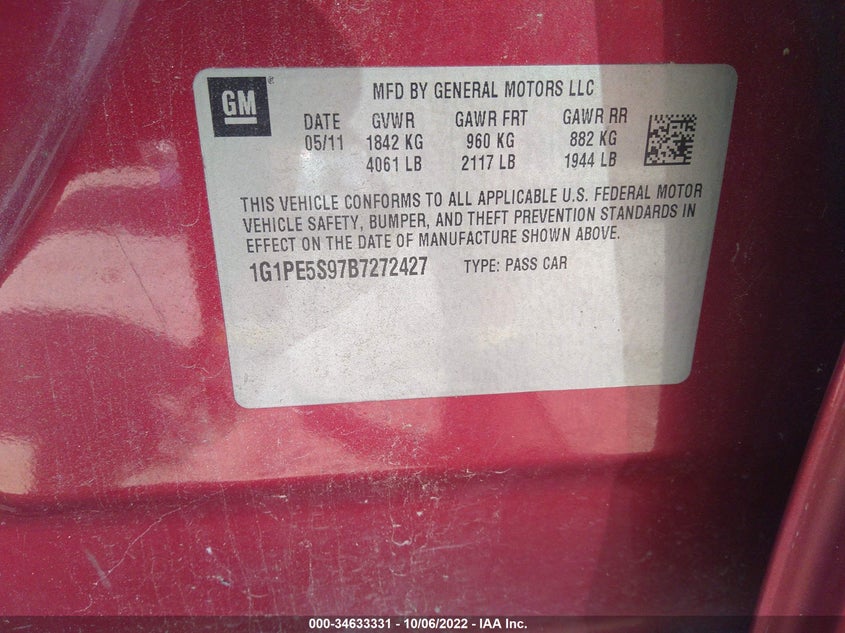 GM
MFD BY GENERAL MOTORS LLC
DATE GVWR GAWR FRT GAWR RR
05/11 1842 KG 960 KG 882 KG
4061 LB 2117 LB 1944 LB
THIS VEHICLE CONFORMS TO ALL APPLICABLE U.S. FEDERAL MOTOR
VEHICLE SAFETY, BUMPER, AND THEFT PREVENTION STANDARDS IN
EFFECT ON THE DATE OF MANUFACTURE SHOWN ABOVE.
1G1PE5S97B7272427 TYPE: PASS CAR
000-34633331 - 10/06/2022 - IAA Inc.